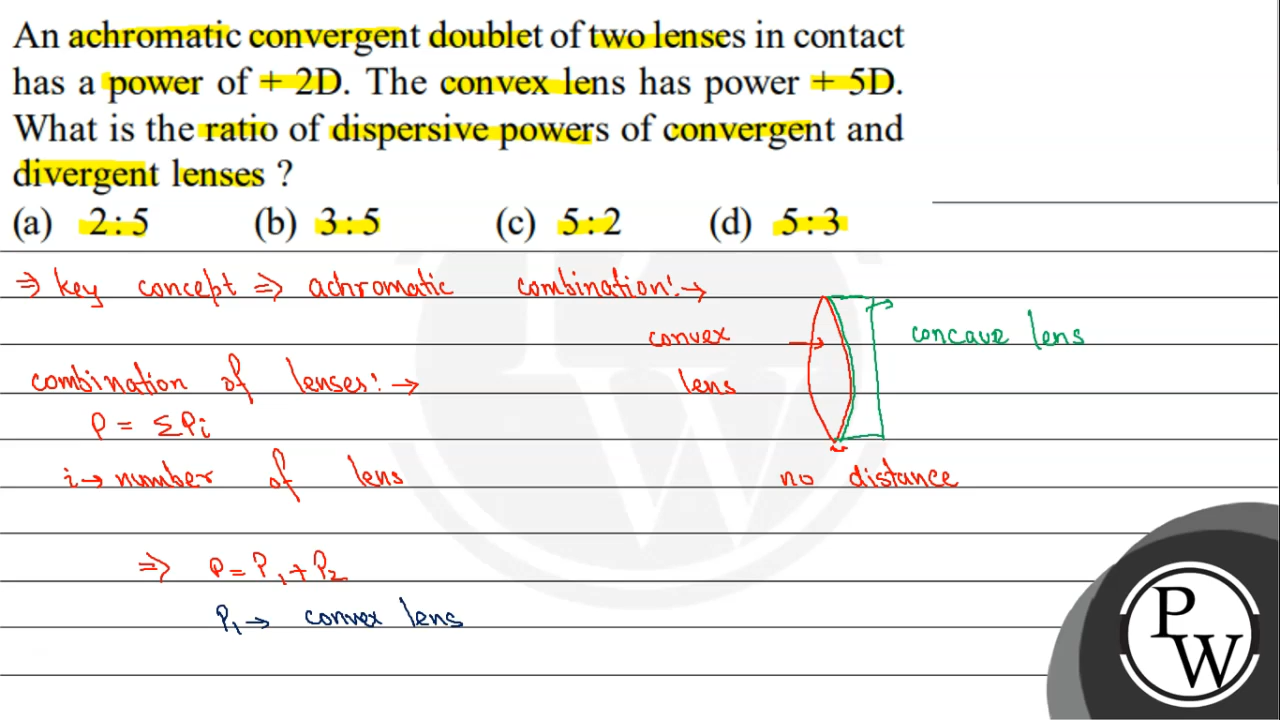 An achromatic convergent doublet of two lenses in contact
has a power of + 2D. The convex lens has power + 5D.
What is the ratio of dispersive powers of convergent and
divergent lenses ?
(a) 2 : 5 (b) 3 : 5 (c) 5 : 2 (d) 5 : 3
⇒ key concept ⇒ achromatic combination:→
convex
lens
concave lens
combination of lenses:→
P = ΣPi
i→ number of lens
no distance
⇒ P = P₁ + P₂
P₁ → convex lens
P
W